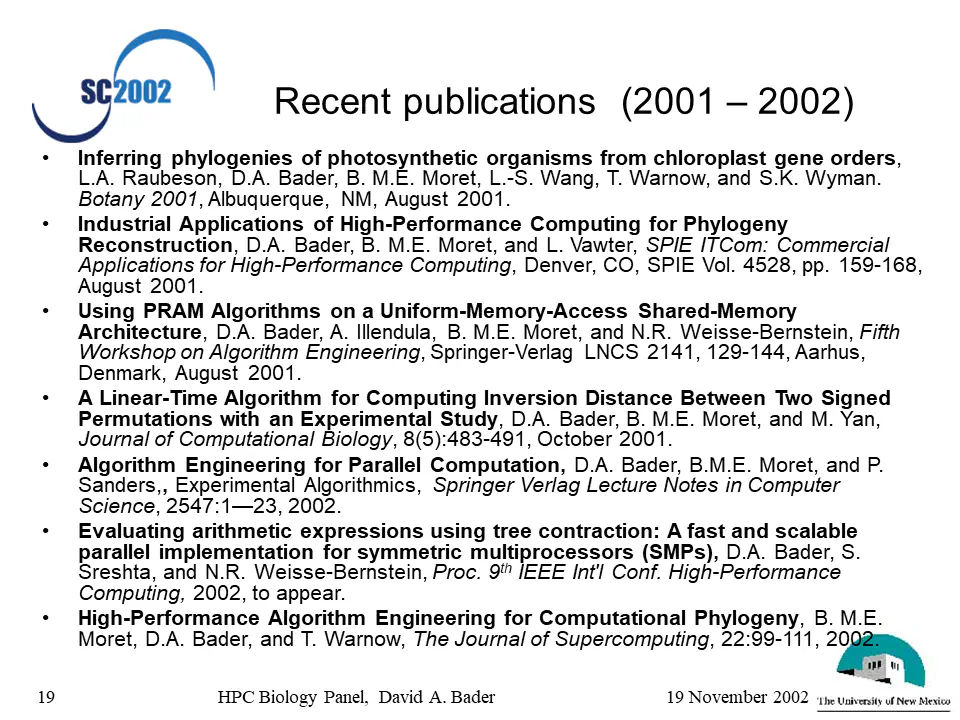 SC2002
Recent publications (2001 – 2002)
• Inferring phylogenies of photosynthetic organisms from chloroplast gene orders,
L.A. Raubeson, D.A. Bader, B. M.E. Moret, L.-S. Wang, T. Warnow, and S.K. Wyman.
Botany 2001, Albuquerque, NM, August 2001.
• Industrial Applications of High-Performance Computing for Phylogeny
Reconstruction, D.A. Bader, B. M.E. Moret, and L. Vawter, SPIE ITCom: Commercial
Applications for High-Performance Computing, Denver, CO, SPIE Vol. 4528, pp. 159-168,
August 2001.
• Using PRAM Algorithms on a Uniform-Memory-Access Shared-Memory
Architecture, D.A. Bader, A. Illendula, B. M.E. Moret, and N.R. Weisse-Bernstein, Fifth
Workshop on Algorithm Engineering, Springer-Verlag LNCS 2141, 129-144, Aarhus,
Denmark, August 2001.
• A Linear-Time Algorithm for Computing Inversion Distance Between Two Signed
Permutations with an Experimental Study, D.A. Bader, B. M.E. Moret, and M. Yan,
Journal of Computational Biology, 8(5):483-491, October 2001.
• Algorithm Engineering for Parallel Computation, D.A. Bader, B.M.E. Moret, and P.
Sanders,, Experimental Algorithmics, Springer Verlag Lecture Notes in Computer
Science, 2547:1—23, 2002.
• Evaluating arithmetic expressions using tree contraction: A fast and scalable
parallel implementation for symmetric multiprocessors (SMPs), D.A. Bader, S.
Sreshta, and N.R. Weisse-Bernstein, Proc. 9th IEEE Int'l Conf. High-Performance
Computing, 2002, to appear.
• High-Performance Algorithm Engineering for Computational Phylogeny, B. M.E.
Moret, D.A. Bader, and T. Warnow, The Journal of Supercomputing, 22:99-111, 2002.
19 HPC Biology Panel, David A. Bader 19 November 2002
The University of New Mexico